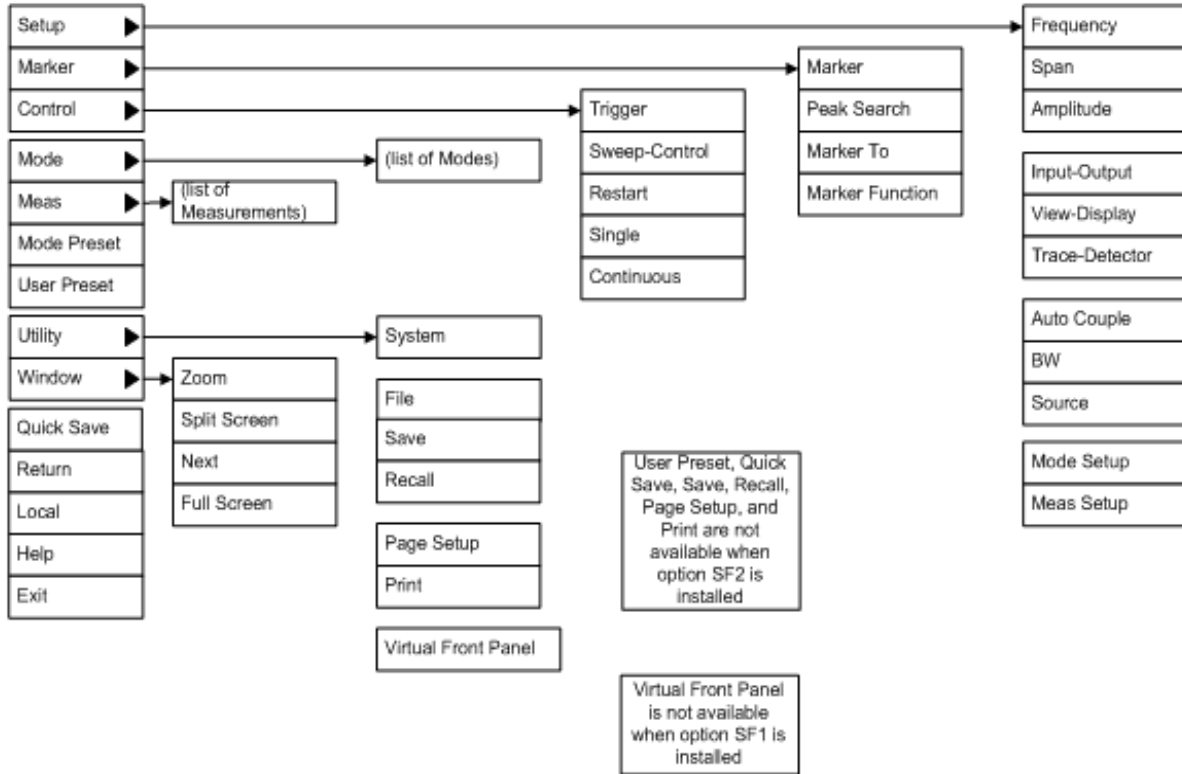 Setup
Marker
Control
Mode
Meas
Mode Preset
User Preset
Utility
Window
Quick Save
Return
Local
Help
Exit
(list of
Measurements)
Zoom
Split Screen
Next
Full Screen
(list of Modes)
System
File
Save
Recall
Page Setup
Print
Virtual Front Panel
Trigger
Sweep-Control
Restart
Single
Continuous
User Preset, Quick
Save, Save, Recall,
Page Setup, and
Print are not
available when
option SF2 is
installed
Virtual Front Panel
is not available
when option SF1 is
installed
Marker
Peak Search
Marker To
Marker Function
Frequency
Span
Amplitude
Input-Output
View-Display
Trace-Detector
Auto Couple
BW
Source
Mode Setup
Meas Setup